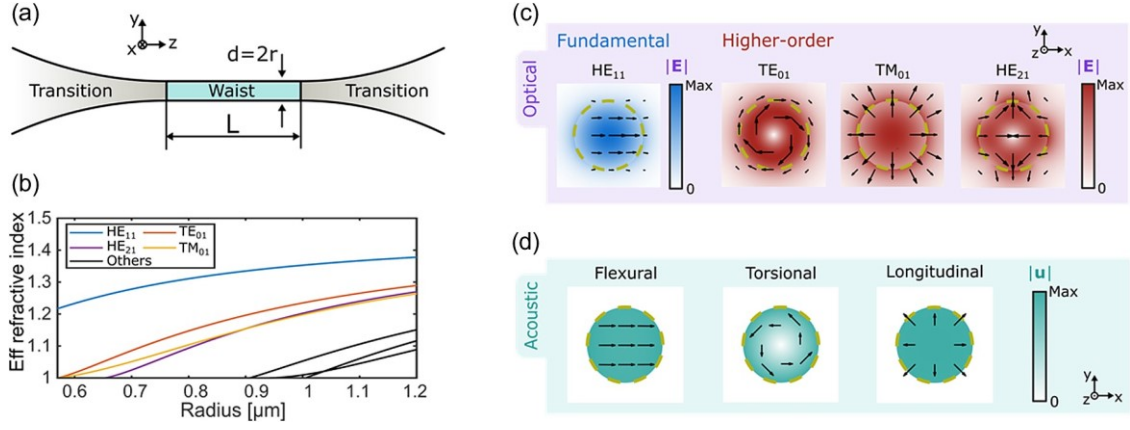 (a)
y
x z
d=2r
Transition Waist Transition
L
(b)
Eff refractive index
1.5
1.4
1.3
1.2
1.1
1
HE11 TE01
HE21 TM01
Others
0.6 0.7 0.8 0.9 1 1.1 1.2
Radius [µm]
(c)
Optical
Fundamental Higher-order
y
z x
HE11 |E| TE01 TM01 HE21 |E|
Max Max
0 0
(d)
Acoustic
Flexural Torsional Longitudinal |u|
Max
0
y
z x